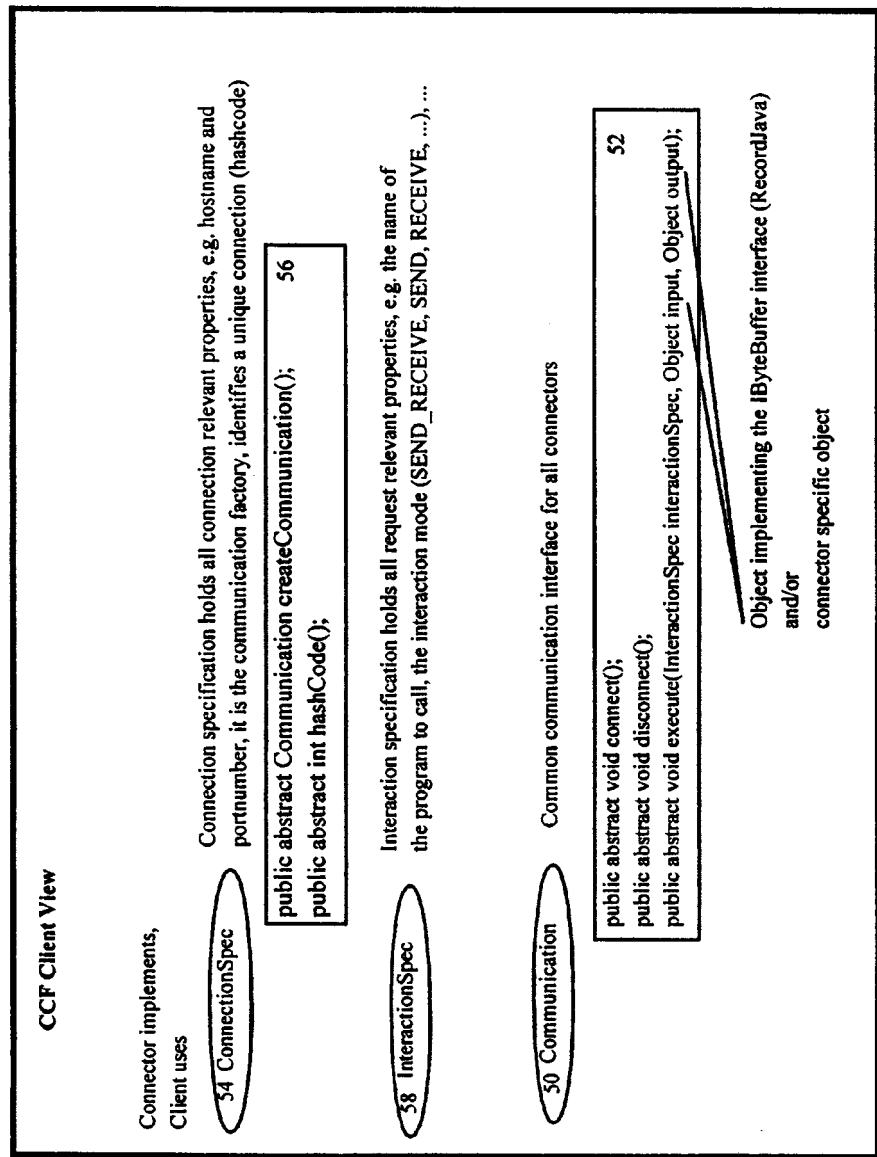 CCF Client View
Connector implements,
Client uses
54 ConnectionSpec
Connection specification holds all connection relevant properties, e.g. hostname and
portnumber, it is the communication factory, identifies a unique connection (hashcode)
public abstract Communication createCommunication();
public abstract int hashCode();
56
58 InteractionSpec
Interaction specification holds all request relevant properties, e.g. the name of
the program to call, the interaction mode (SEND_RECEIVE, SEND, RECEIVE, ...), ...
50 Communication
Common communication interface for all connectors
public abstract void connect();
public abstract void disconnect();
52
public abstract void execute(InteractionSpec interactionSpec, Object input, Object output);
Object implementing the IByteBuffer interface (RecordJava)
and/or
connector specific object